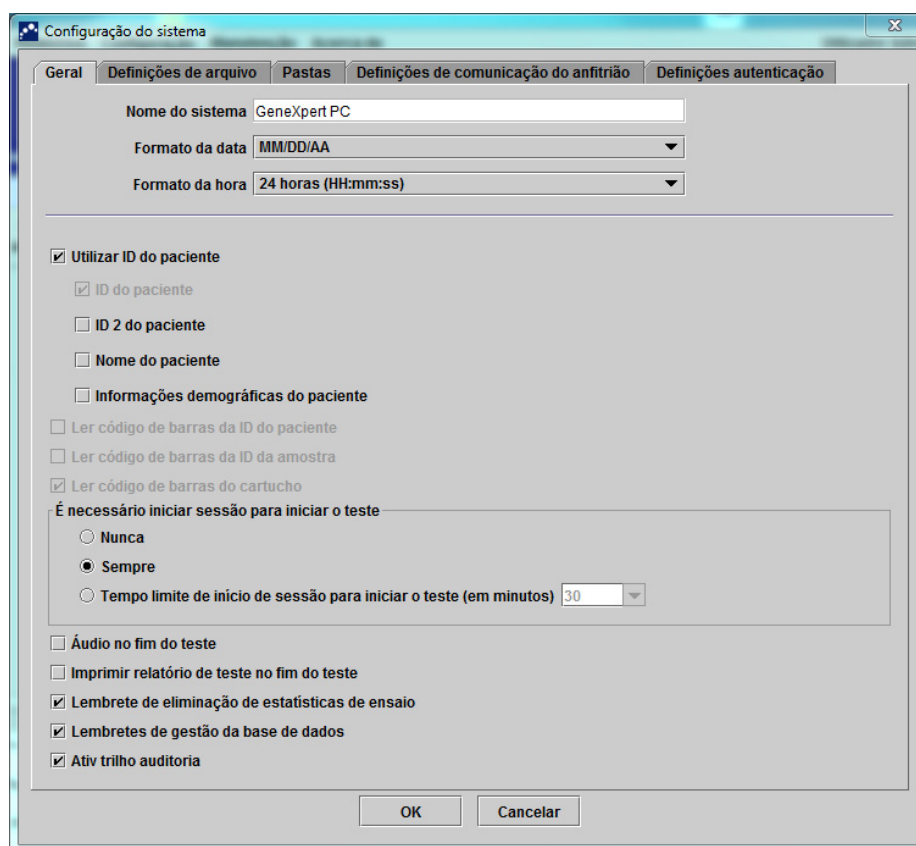 Configuração do sistema
Geral Definições de arquivo Pastas Definições de comunicação do anfitrião Definições autenticação
Nome do sistema GeneXpert PC
Formato da data MM/DD/AA
Formato da hora 24 horas (HH:mm:ss)
Utilizar ID do paciente
ID do paciente
ID 2 do paciente
Nome do paciente
Informações demográficas do paciente
Ler código de barras da ID do paciente
Ler código de barras da ID da amostra
Ler código de barras do cartucho
É necessário iniciar sessão para iniciar o teste
Nunca
Sempre
Tempo limite de início de sessão para iniciar o teste (em minutos) 30
Áudio no fim do teste
Imprimir relatório de teste no fim do teste
Lembrete de eliminação de estatísticas de ensaio
Lembretes de gestão da base de dados
Ativ trilho auditoria
OK Cancelar